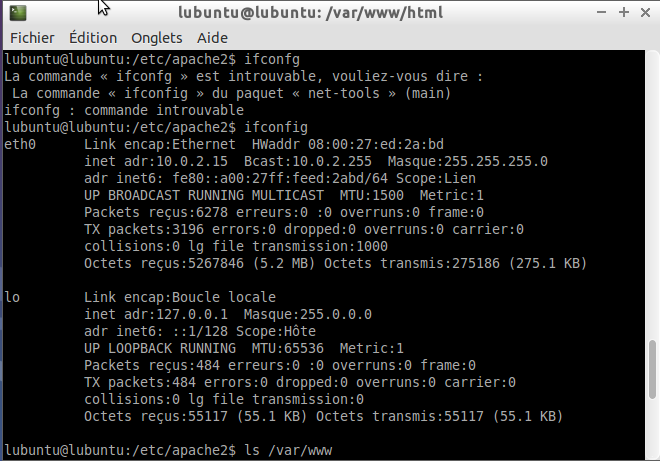 lubuntu@lubuntu: /var/www/html
Fichier Édition Onglets Aide
lubuntu@lubuntu:/etc/apache2$ ifconfg
La commande « ifconfg » est introuvable, vouliez-vous dire :
 La commande « ifconfig » du paquet « net-tools » (main)
ifconfg : commande introuvable
lubuntu@lubuntu:/etc/apache2$ ifconfig
eth0      Link encap:Ethernet  HWaddr 08:00:27:ed:2a:bd
          inet adr:10.0.2.15  Bcast:10.0.2.255  Masque:255.255.255.0
          adr inet6: fe80::a00:27ff:feed:2abd/64 Scope:Lien
          UP BROADCAST RUNNING MULTICAST  MTU:1500  Metric:1
          Packets reçus:6278 erreurs:0 :0 overruns:0 frame:0
          TX packets:3196 errors:0 dropped:0 overruns:0 carrier:0
          collisions:0 lg file transmission:1000
          Octets reçus:5267846 (5.2 MB) Octets transmis:275186 (275.1 KB)
lo        Link encap:Boucle locale
          inet adr:127.0.0.1  Masque:255.0.0.0
          adr inet6: ::1/128 Scope:Hôte
          UP LOOPBACK RUNNING  MTU:65536  Metric:1
          Packets reçus:484 erreurs:0 :0 overruns:0 frame:0
          TX packets:484 errors:0 dropped:0 overruns:0 carrier:0
          collisions:0 lg file transmission:0
          Octets reçus:55117 (55.1 KB) Octets transmis:55117 (55.1 KB)
lubuntu@lubuntu:/etc/apache2$ ls /var/www